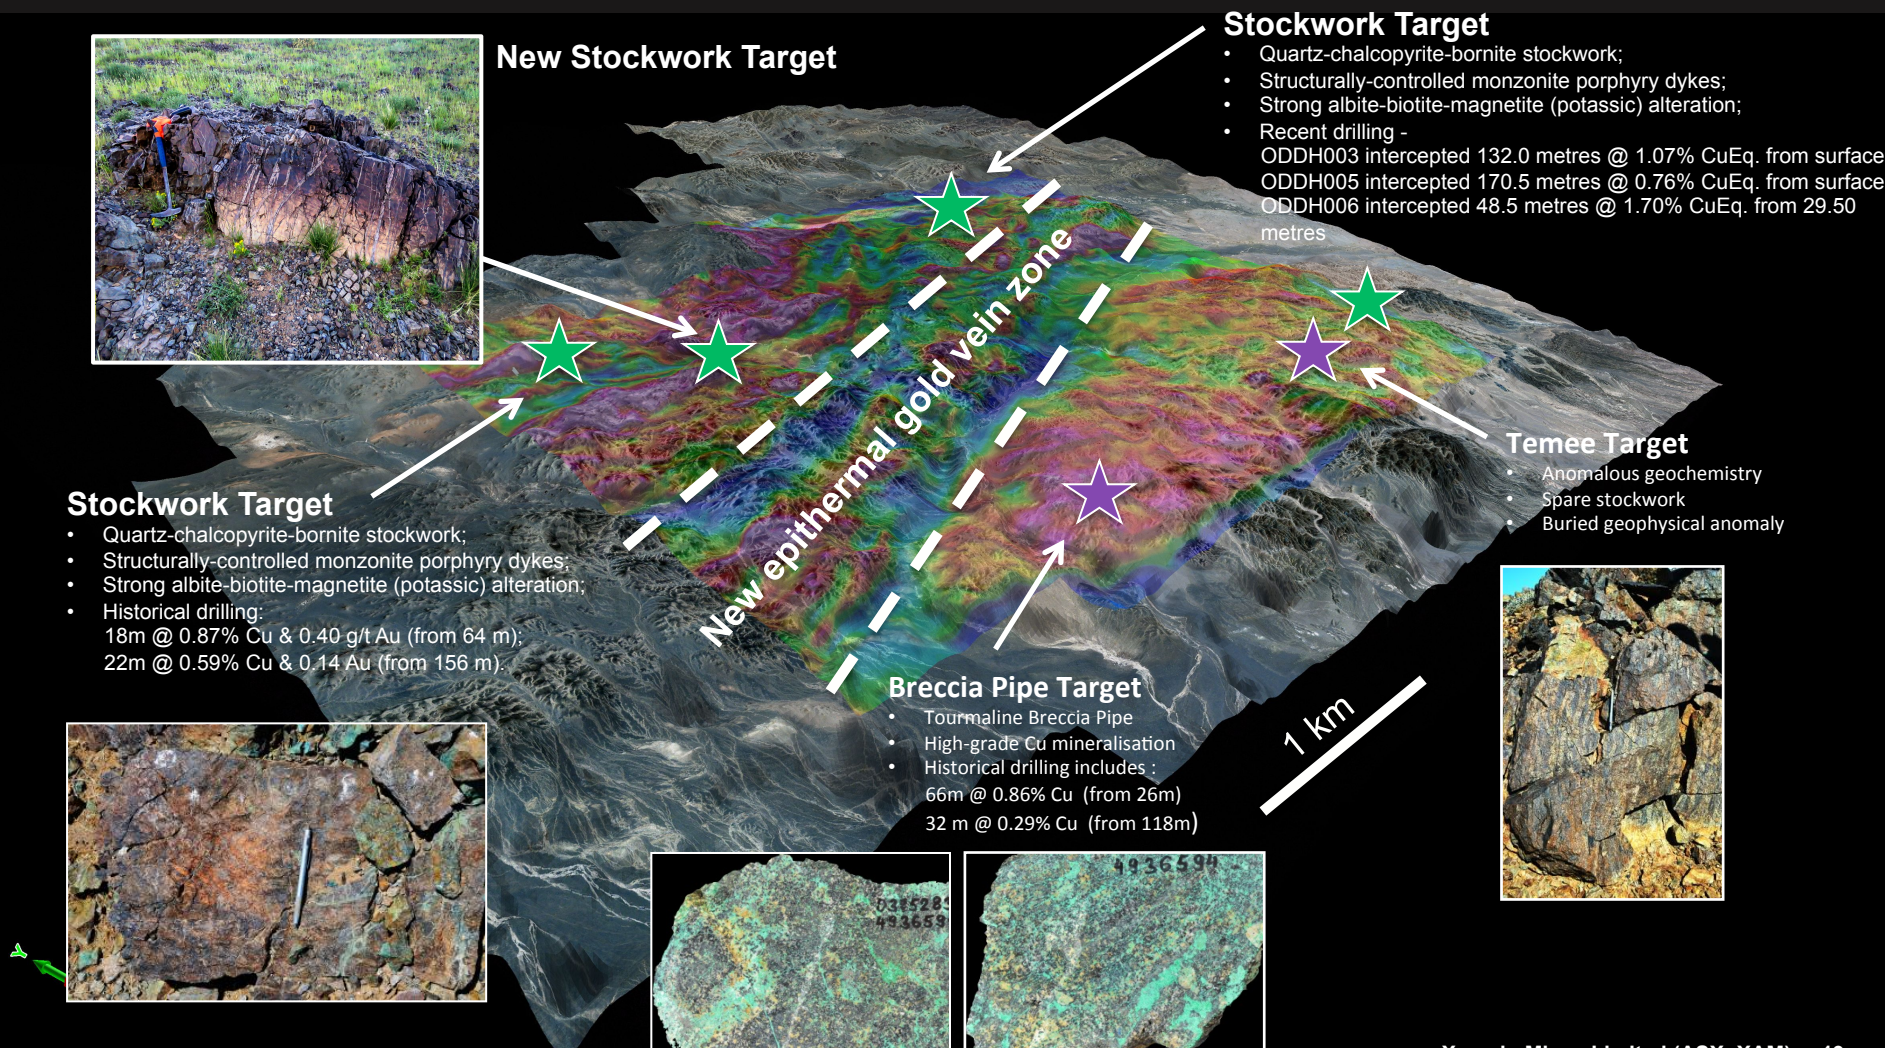 New Stockwork Target
Stockwork Target
• Quartz-chalcopyrite-bornite stockwork;
• Structurally-controlled monzonite porphyry dykes;
• Strong albite-biotite-magnetite (potassic) alteration;
• Recent drilling -
ODDH003 intercepted 132.0 metres @ 1.07% CuEq. from surface
ODDH005 intercepted 170.5 metres @ 0.76% CuEq. from surface
ODDH006 intercepted 48.5 metres @ 1.70% CuEq. from 29.50
metres
New epithermal gold vein zone
Temee Target
• Anomalous geochemistry
• Spare stockwork
• Buried geophysical anomaly
Stockwork Target
• Quartz-chalcopyrite-bornite stockwork;
• Structurally-controlled monzonite porphyry dykes;
• Strong albite-biotite-magnetite (potassic) alteration;
• Historical drilling:
18m @ 0.87% Cu & 0.40 g/t Au (from 64 m);
22m @ 0.59% Cu & 0.14 Au (from 156 m).
Breccia Pipe Target
• Tourmaline Breccia Pipe
• High-grade Cu mineralisation
• Historical drilling includes :
66m @ 0.86% Cu (from 26m)
32 m @ 0.29% Cu (from 118m)
1 km
4936594